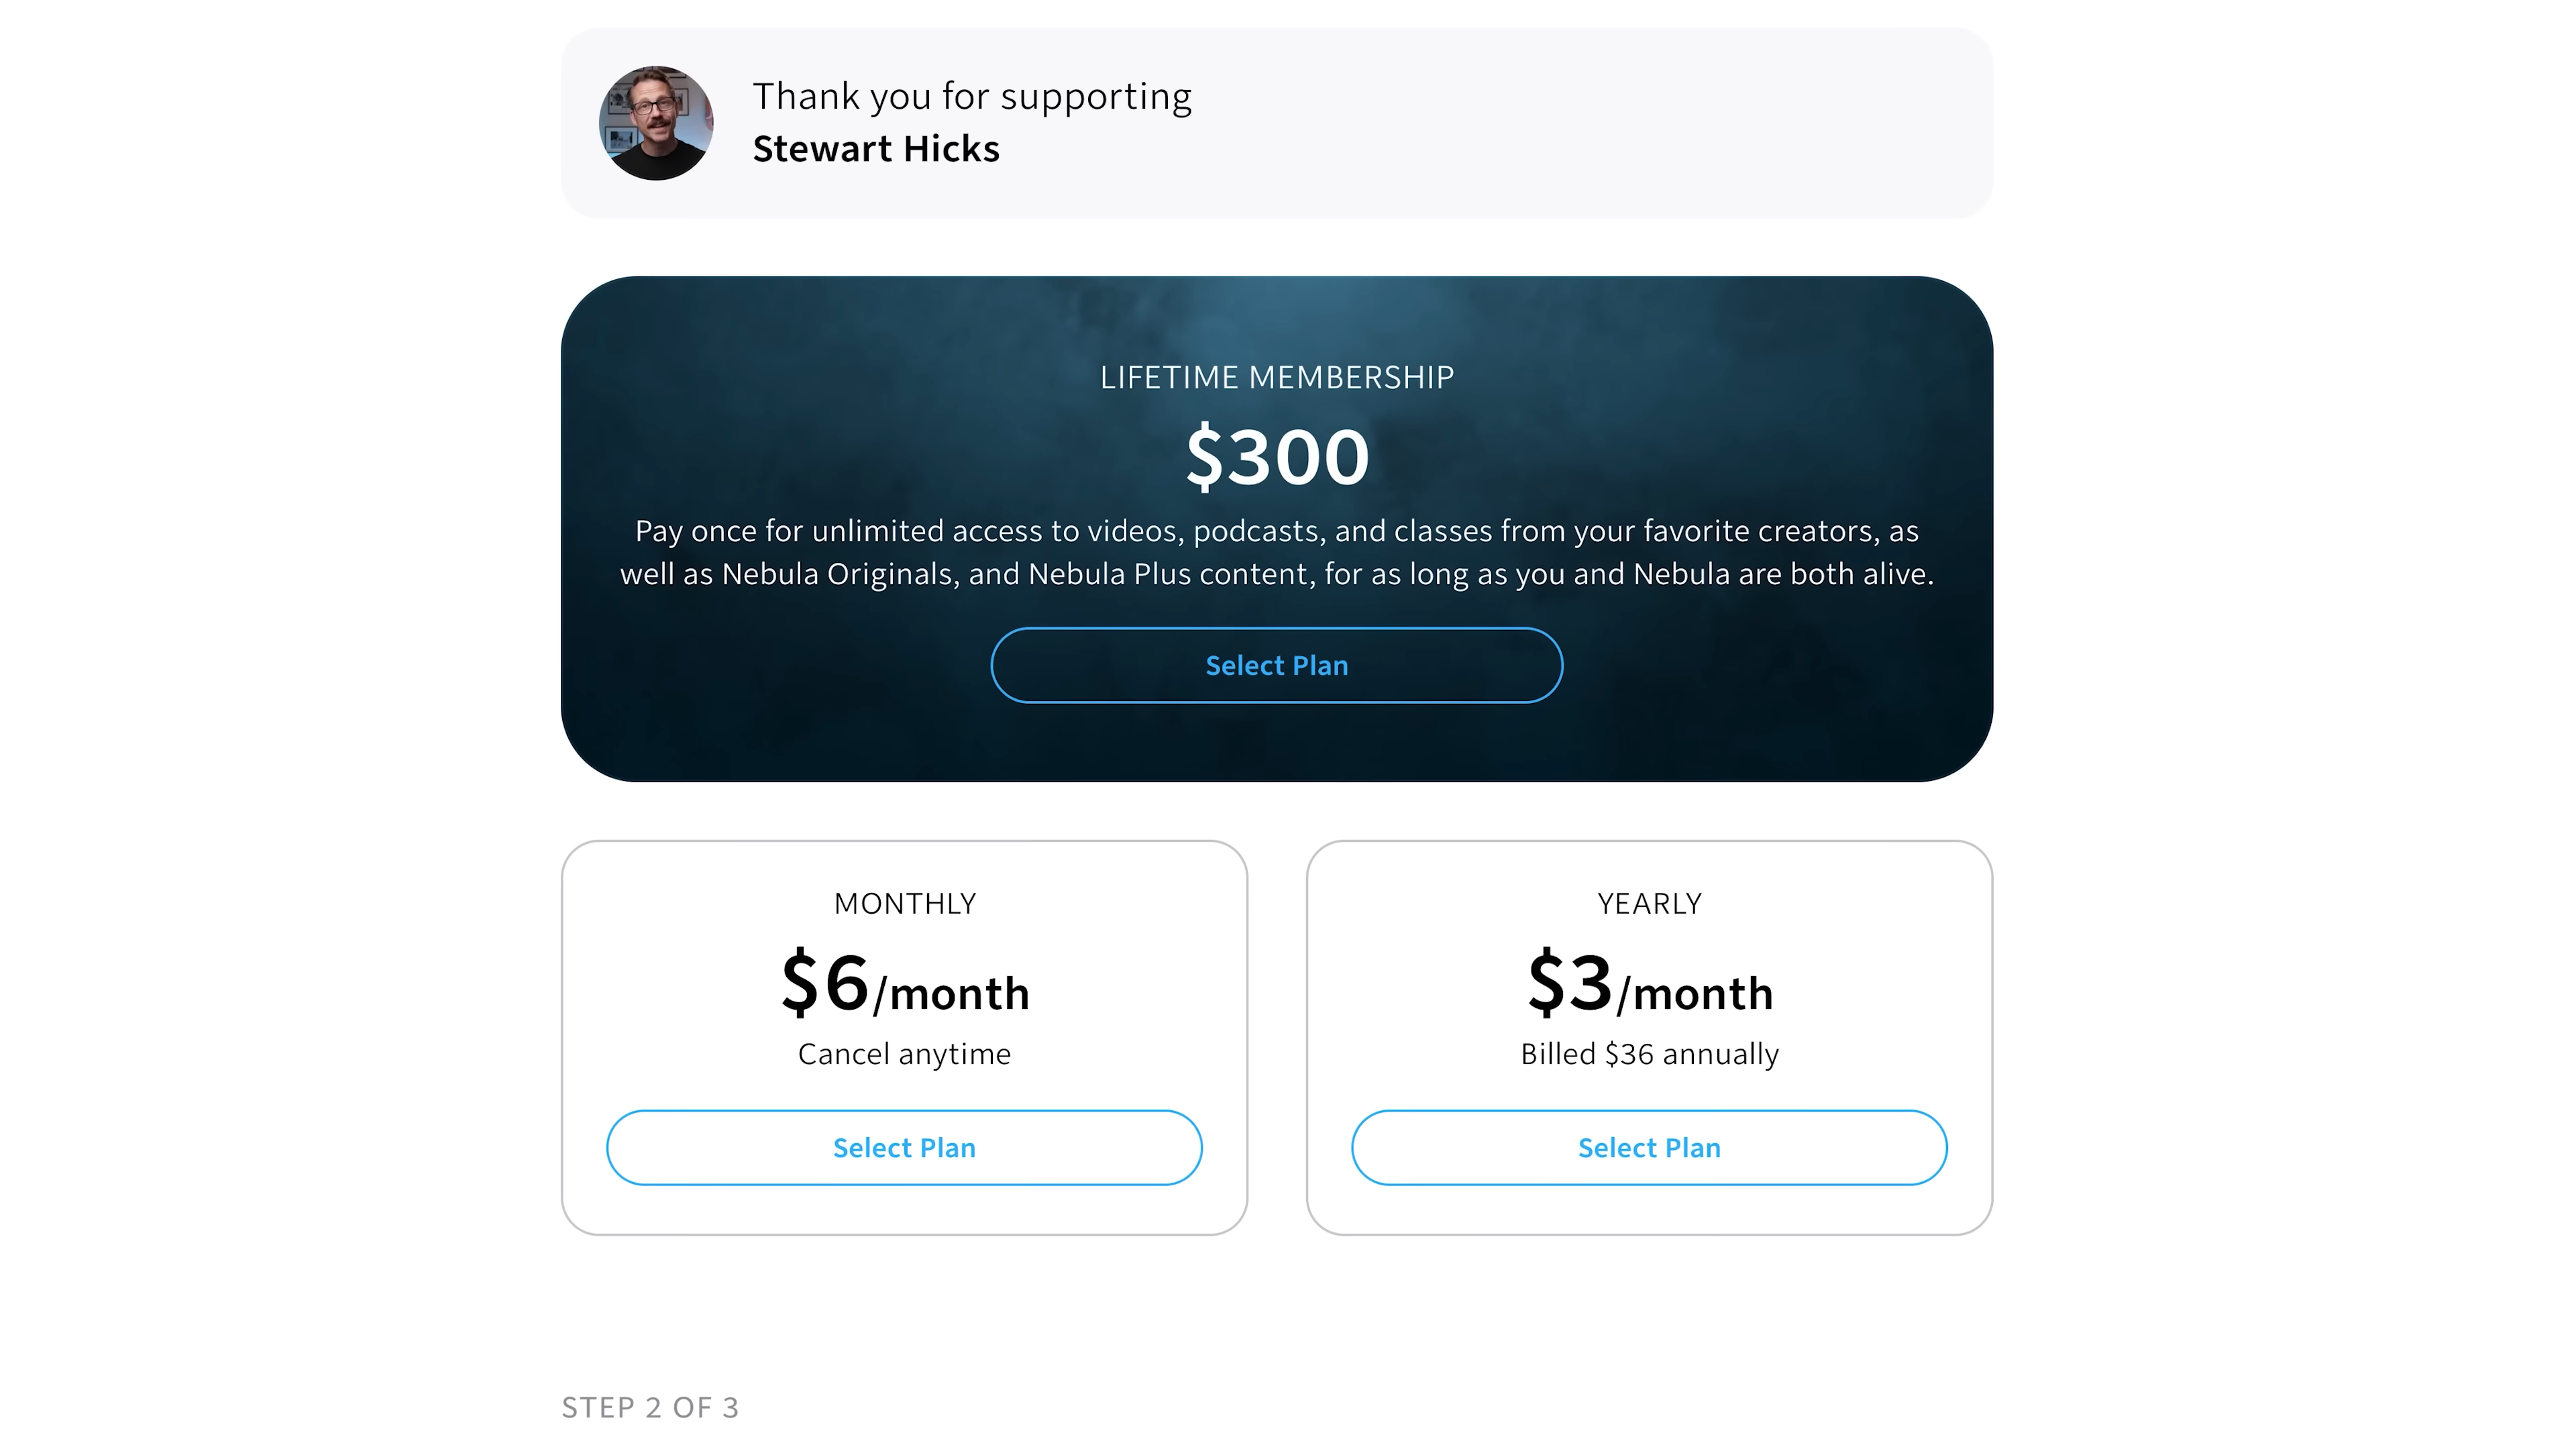 Thank you for supporting
Stewart Hicks
LIFETIME MEMBERSHIP
$300
Pay once for unlimited access to videos, podcasts, and classes from your favorite creators, as
well as Nebula Originals, and Nebula Plus content, for as long as you and Nebula are both alive.
Select Plan
MONTHLY
$6/month
Cancel anytime
Select Plan
YEARLY
$3/month
Billed $36 annually
Select Plan
STEP 2 OF 3